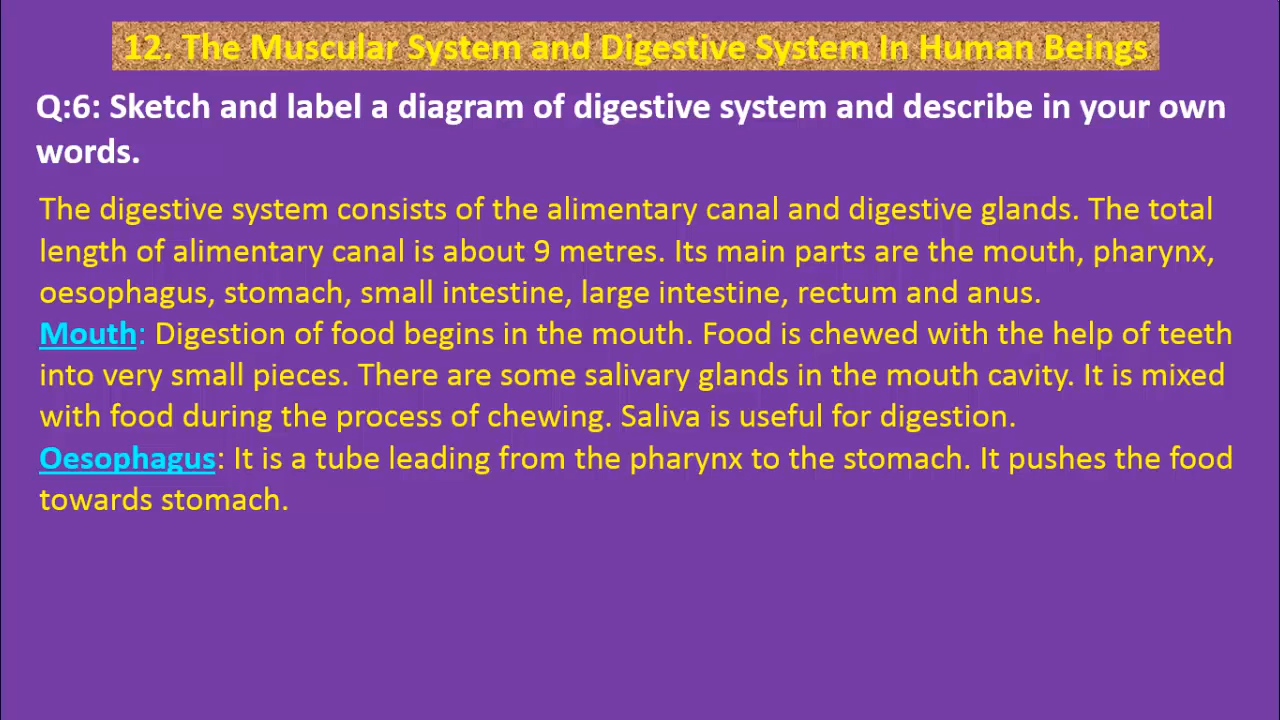 12. The Muscular System and Digestive System In Human Beings
Q:6: Sketch and label a diagram of digestive system and describe in your own
words.
The digestive system consists of the alimentary canal and digestive glands. The total
length of alimentary canal is about 9 metres. Its main parts are the mouth, pharynx,
oesophagus, stomach, small intestine, large intestine, rectum and anus.
Mouth: Digestion of food begins in the mouth. Food is chewed with the help of teeth
into very small pieces. There are some salivary glands in the mouth cavity. It is mixed
with food during the process of chewing. Saliva is useful for digestion.
Oesophagus: It is a tube leading from the pharynx to the stomach. It pushes the food
towards stomach.